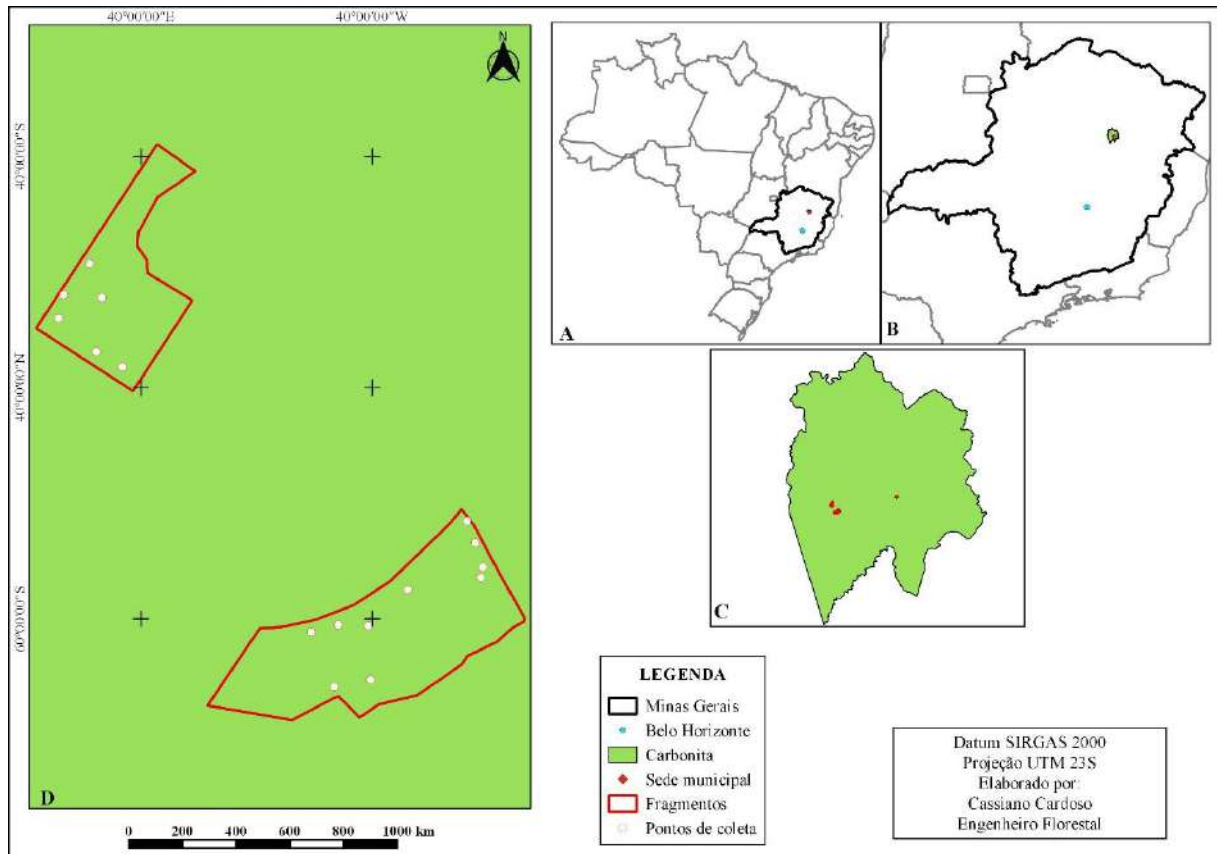 40°00'00"E
40°00'00"W
40°00'00"S
40°00'00"N
60°00'00"S
N
A
B
C
D
0 200 400 600 800 1000 km
LEGENDA
Minas Gerais
Belo Horizonte
Carbonita
Sede municipal
Fragmentos
Pontos de coleta
Datum SIRGAS 2000
Projeção UTM 23S
Elaborado por:
Cassiano Cardoso
Engenheiro Florestal